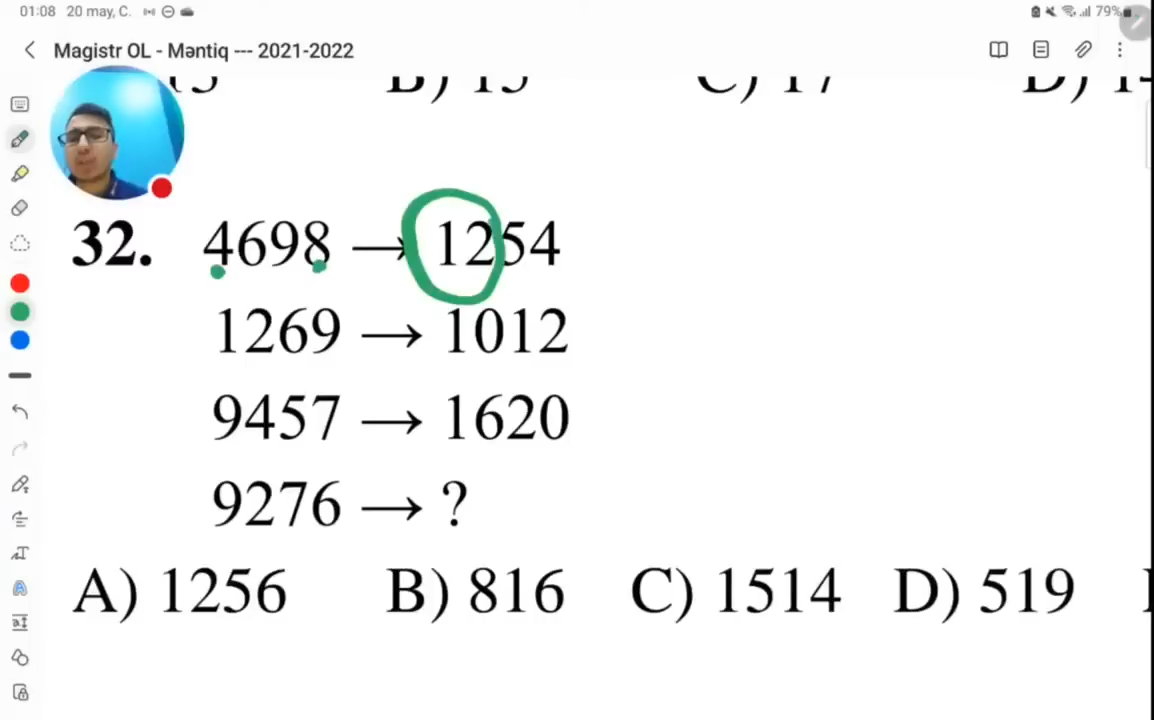 01:08 20 may, C. 79%
Magistr OL - Məntiq --- 2021-2022
32. 4698 → 1254
1269 → 1012
9457 → 1620
9276 → ?
A) 1256 B) 816 C) 1514 D) 519